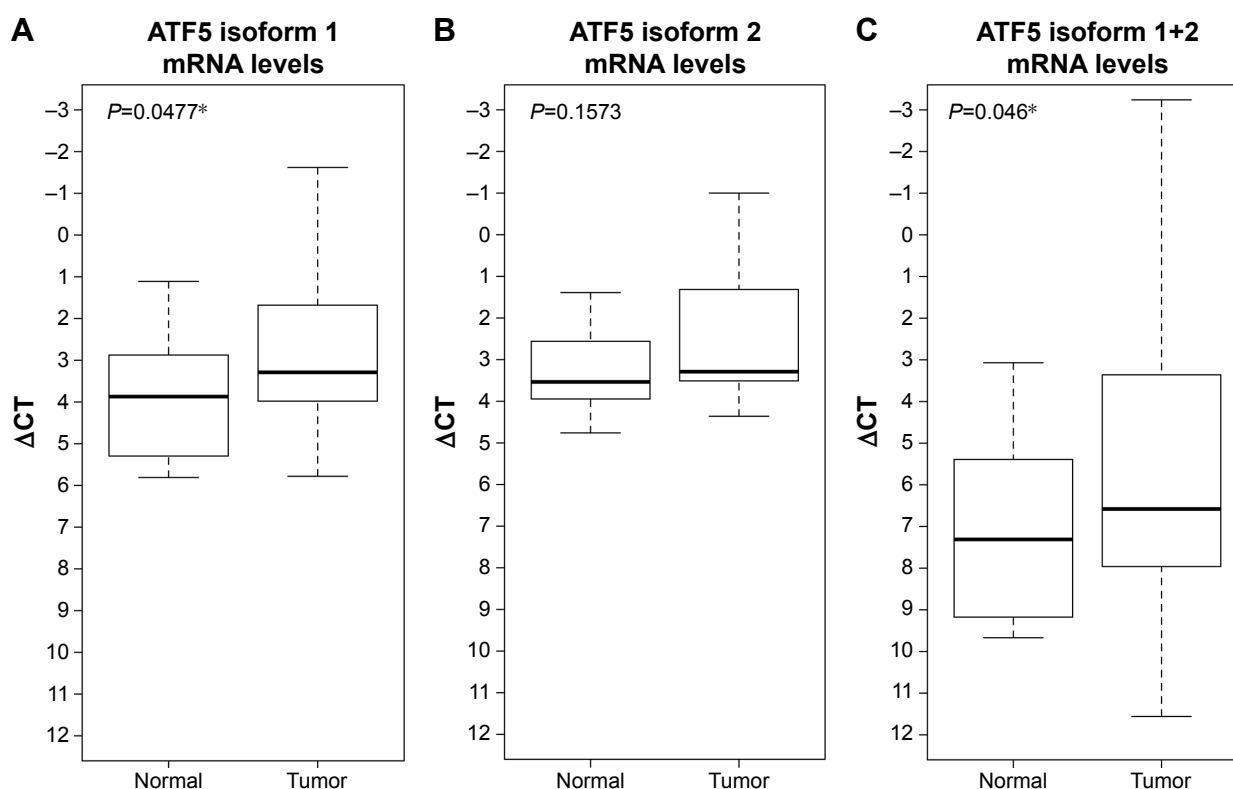 A
ATF5 isoform 1
mRNA levels
P=0.0477*
–3
–2
–1
0
1
2
3
4
5
6
7
8
9
10
11
12
ΔCT
Normal
Tumor
B
ATF5 isoform 2
mRNA levels
P=0.1573
–3
–2
–1
0
1
2
3
4
5
6
7
8
9
10
11
12
ΔCT
Normal
Tumor
C
ATF5 isoform 1+2
mRNA levels
P=0.046*
–3
–2
–1
0
1
2
3
4
5
6
7
8
9
10
11
12
ΔCT
Normal
Tumor